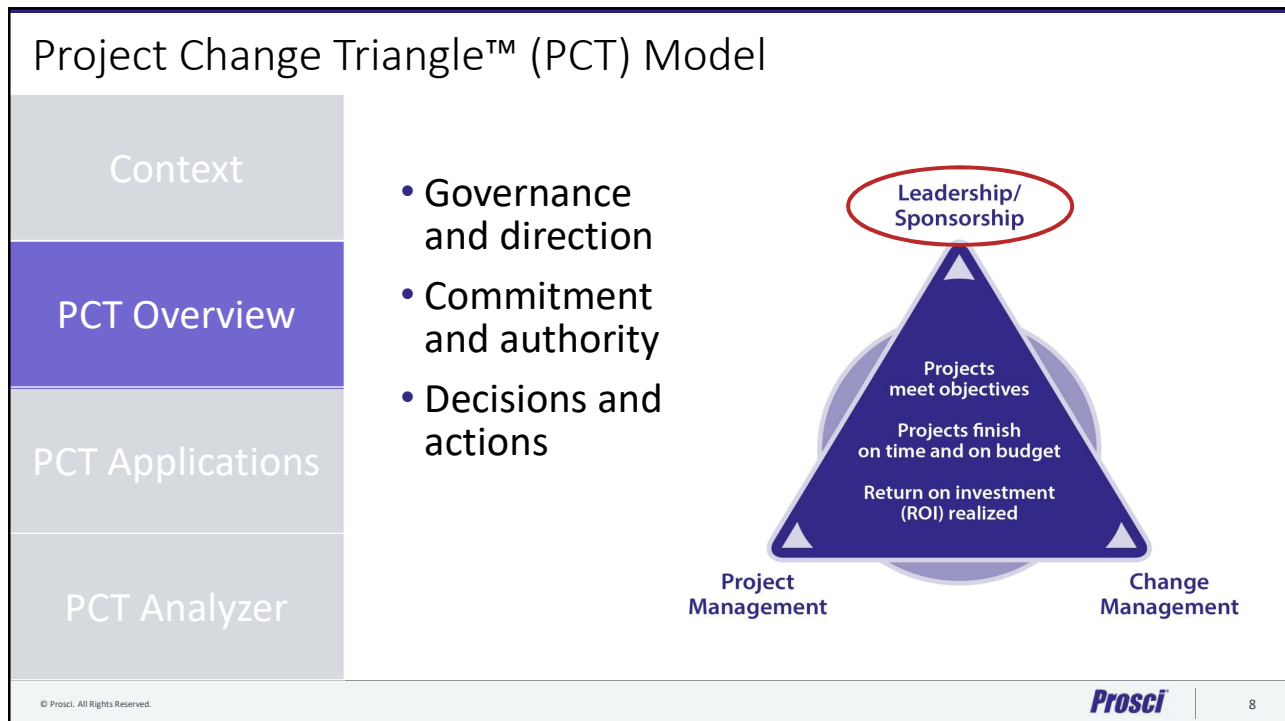 Project Change Triangle™ (PCT) Model
Context
PCT Overview
PCT Applications
PCT Analyzer
• Governance
and direction
• Commitment
and authority
• Decisions and
actions
Leadership/
Sponsorship
Projects
meet objectives
Projects finish
on time and on budget
Return on investment
(ROI) realized
Project
Management
Change
Management
© Prosci. All Rights Reserved.
Prosci
8